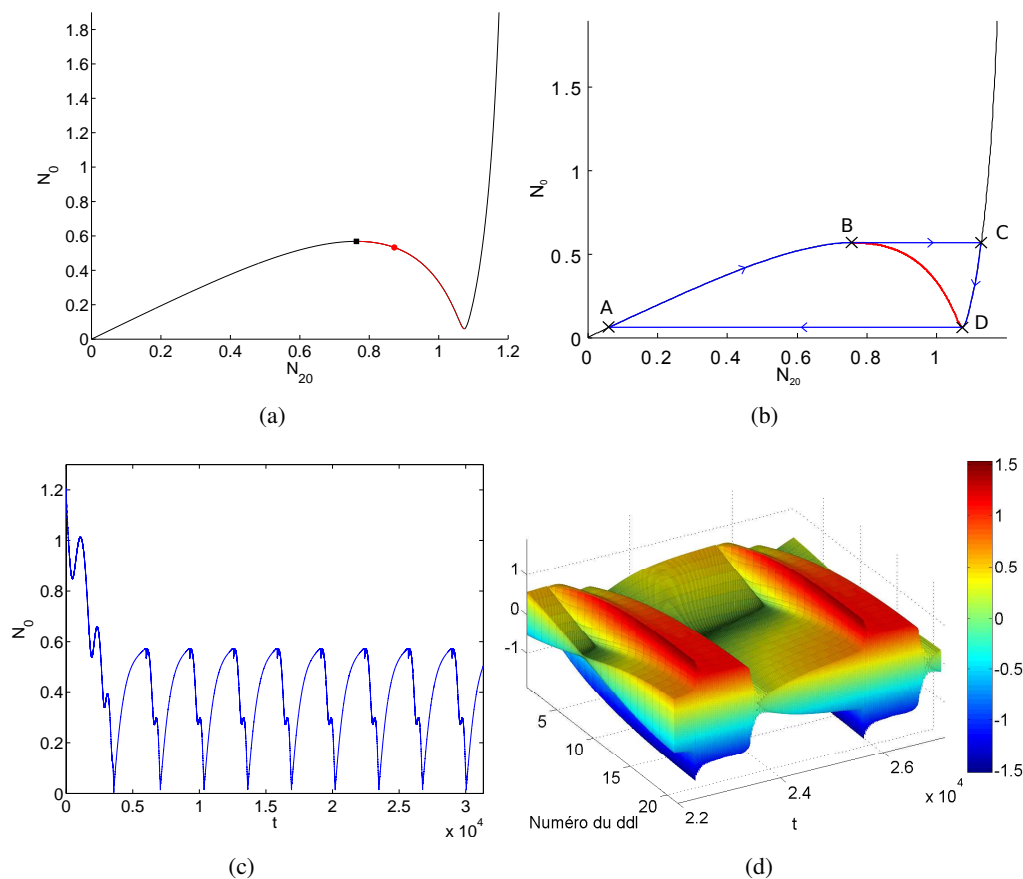 1.8
1.6
1.4
1.2
1
0.8
0.6
0.4
0.2
0
N0
0 0.2 0.4 0.6 0.8 1 1.2
N20
(a)
1.5
1
0.5
0
N0
A
B
C
D
0 0.2 0.4 0.6 0.8 1
N20
(b)
1.2
1
0.8
0.6
0.4
0.2
0
N0
0 0.5 1 1.5 2 2.5 3
t
x 10^4
(c)
1
0
-1
5
10
15
20
Numéro du ddl
2.2
2.4
2.6
t
x 10^4
1.5
1
0.5
0
-0.5
-1
-1.5
(d)